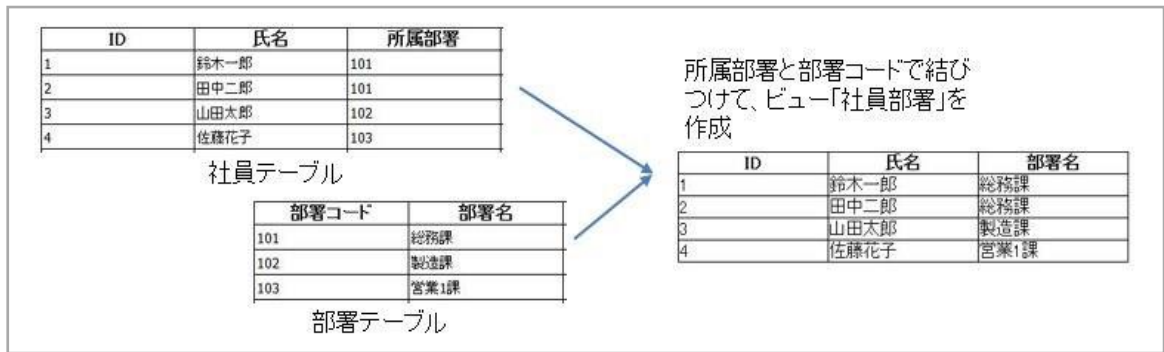 ID 氏名 所属部署
1 鈴木一郎 101
2 田中二郎 101
3 山田太郎 102
4 佐藤花子 103
社員テーブル
部署コード 部署名
101 総務課
102 製造課
103 営業1課
部署テーブル
所属部署と部署コードで結び
つけて、ビュー「社員部署」を
作成
ID 氏名 部署名
1 鈴木一郎 総務課
2 田中二郎 総務課
3 山田太郎 製造課
4 佐藤花子 営業1課